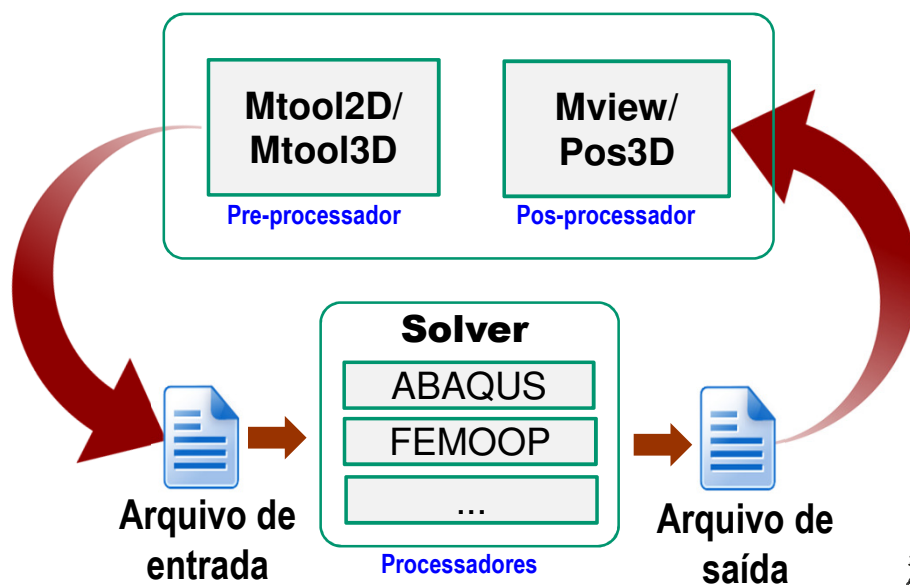 Mtool2D/
Mtool3D
Pre-processador
Mview/
Pos3D
Pos-processador
Solver
ABAQUS
FEMOOP
...
Processadores
Arquivo de
entrada
Arquivo de
saída